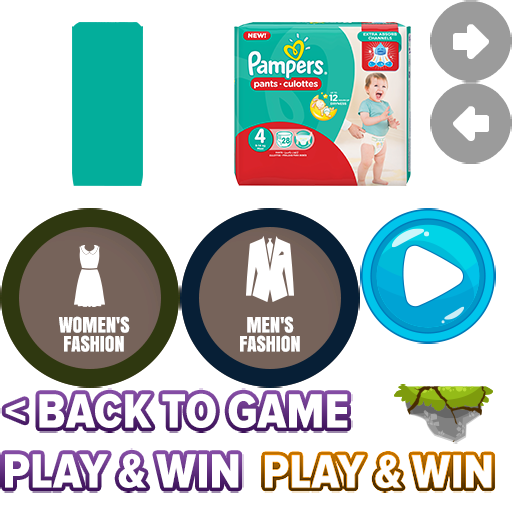 NEW!
EXTRA ABSORB
CHANNELS
Pampers
pants · culottes
12
4
28
WOMEN'S
FASHION
MEN'S
FASHION
< BACK TO GAME
PLAY & WIN
PLAY & WIN